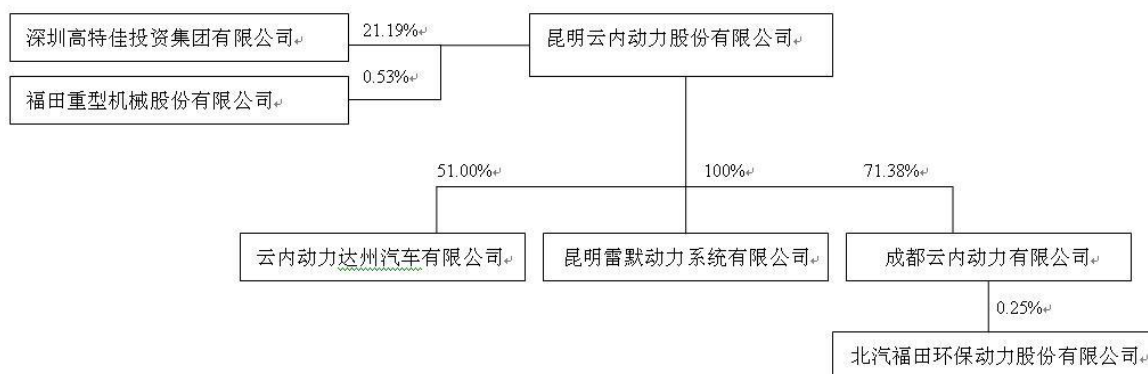 深圳高特佳投资集团有限公司
21.19%
昆明云内动力股份有限公司
0.53%
福田重型机械股份有限公司
51.00%
100%
71.38%
云内动力达州汽车有限公司
昆明雷默动力系统有限公司
成都云内动力有限公司
0.25%
北汽福田环保动力股份有限公司